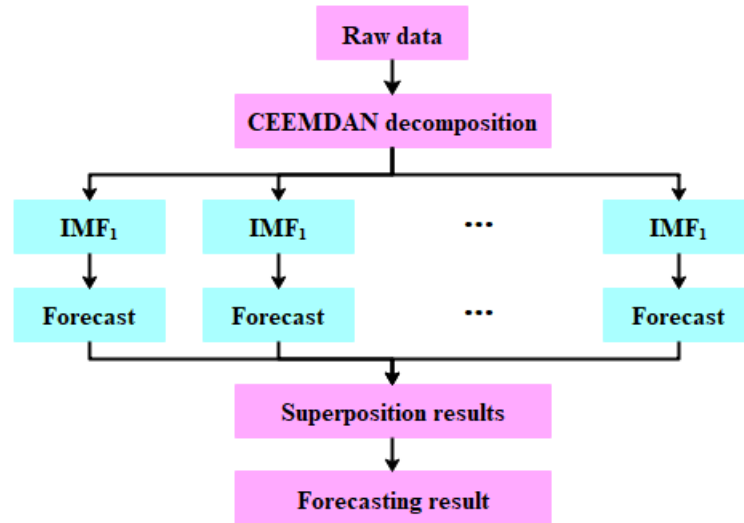 Raw data
CEEMDAN decomposition
IMF₁ IMF₁ ... IMF₁
Forecast Forecast ... Forecast
Superposition results
Forecasting result